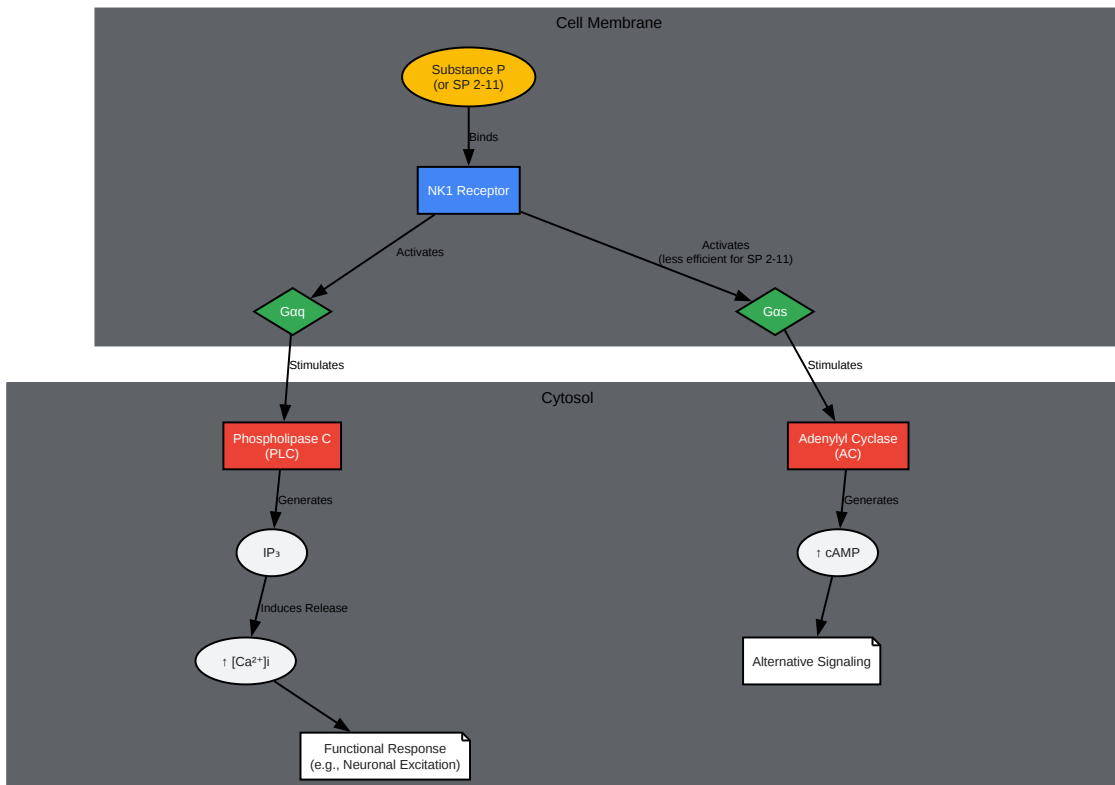 Cell Membrane
Substance P
(or SP 2-11)
Binds
NK1 Receptor
Activates
Activates
(less efficient for SP 2-11)
Gαq
Gαs
Stimulates
Stimulates
Cytosol
Phospholipase C
(PLC)
Adenylyl Cyclase
(AC)
Generates
Generates
IP₃
↑ cAMP
Induces Release
↑ [Ca²⁺]i
Alternative Signaling
Functional Response
(e.g., Neuronal Excitation)